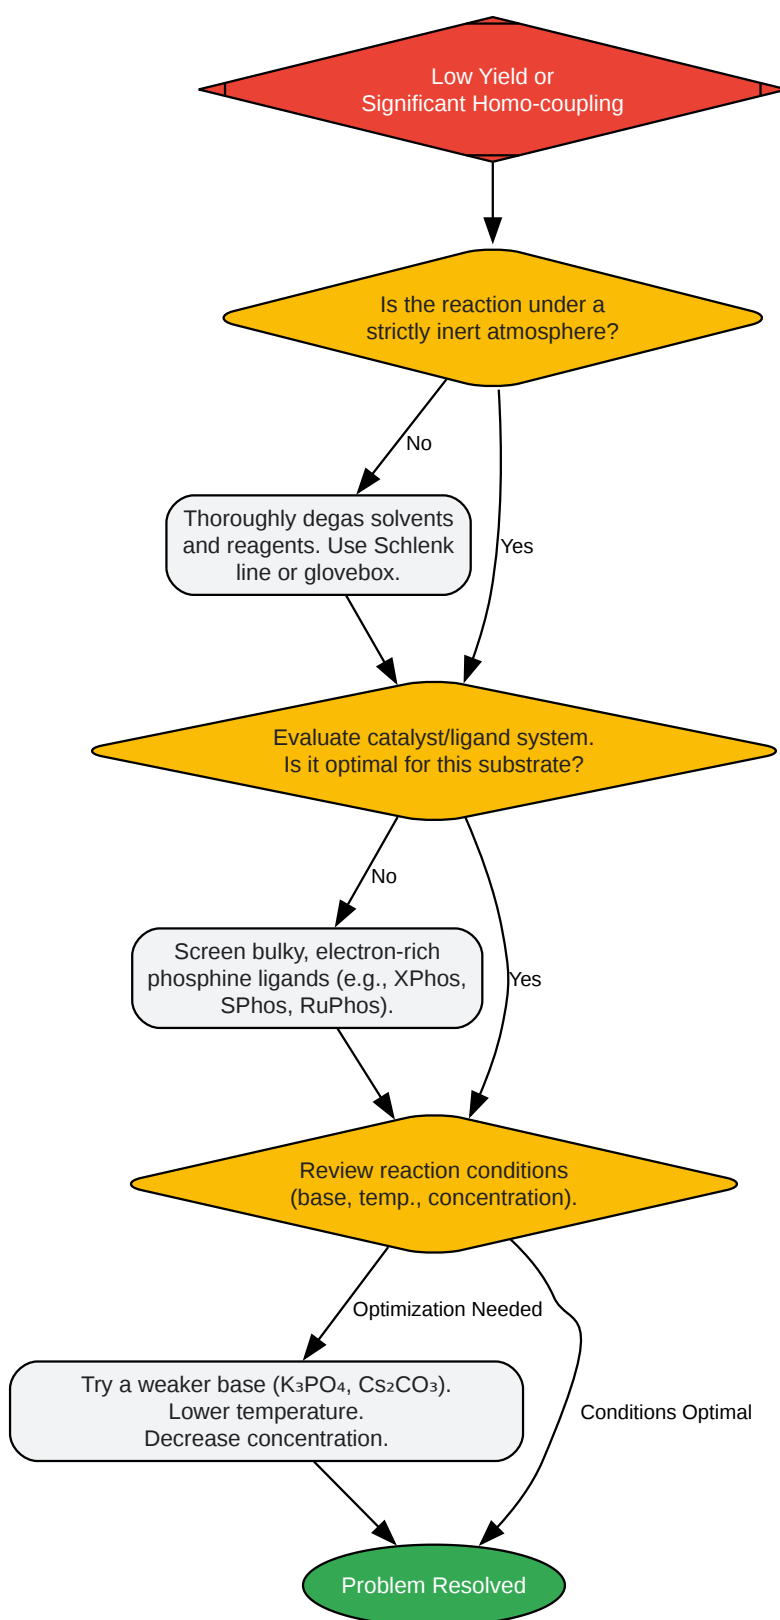 Low Yield or
Significant Homo-coupling
Is the reaction under a
strictly inert atmosphere?
No
Thoroughly degas solvents
and reagents. Use Schlenk
line or glovebox.
Yes
Evaluate catalyst/ligand system.
Is it optimal for this substrate?
No
Screen bulky, electron-rich
phosphine ligands (e.g., XPhos,
SPhos, RuPhos).
Yes
Review reaction conditions
(base, temp., concentration).
Optimization Needed
Try a weaker base (K₃PO₄, Cs₂CO₃).
Lower temperature.
Decrease concentration.
Conditions Optimal
Problem Resolved